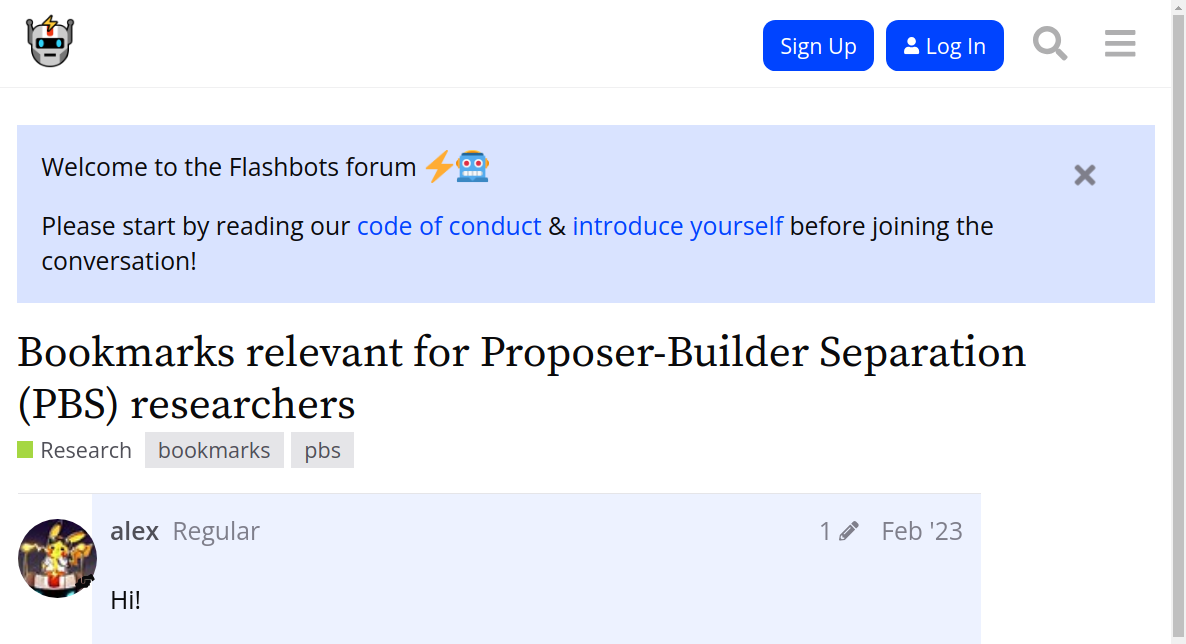 Sign Up
Log In
Welcome to the Flashbots forum
Please start by reading our code of conduct & introduce yourself before joining the
conversation!
Bookmarks relevant for Proposer-Builder Separation
(PBS) researchers
Research bookmarks pbs
alex Regular 1 Feb '23
Hi!